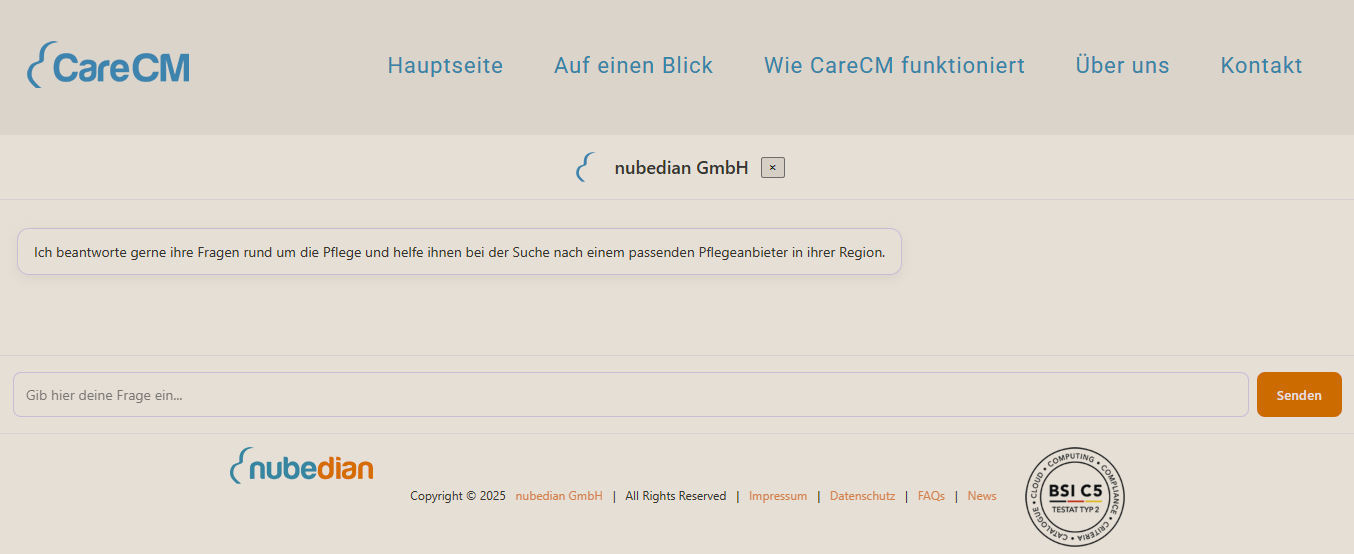 CareCM
Hauptseite
Auf einen Blick
Wie CareCM funktioniert
Über uns
Kontakt
nubedian GmbH ×
Ich beantworte gerne ihre Fragen rund um die Pflege und helfe ihnen bei der Suche nach einem passenden Pflegeanbieter in ihrer Region.
Gib hier deine Frage ein...
Senden
nubedian
Copyright © 2025 nubedian GmbH | All Rights Reserved | Impressum | Datenschutz | FAQs | News
CLOUD • COMPUTING • COMPLIANCE • CRITERIA • CATALOGUE •
BSI C5
TESTAT TYP 2